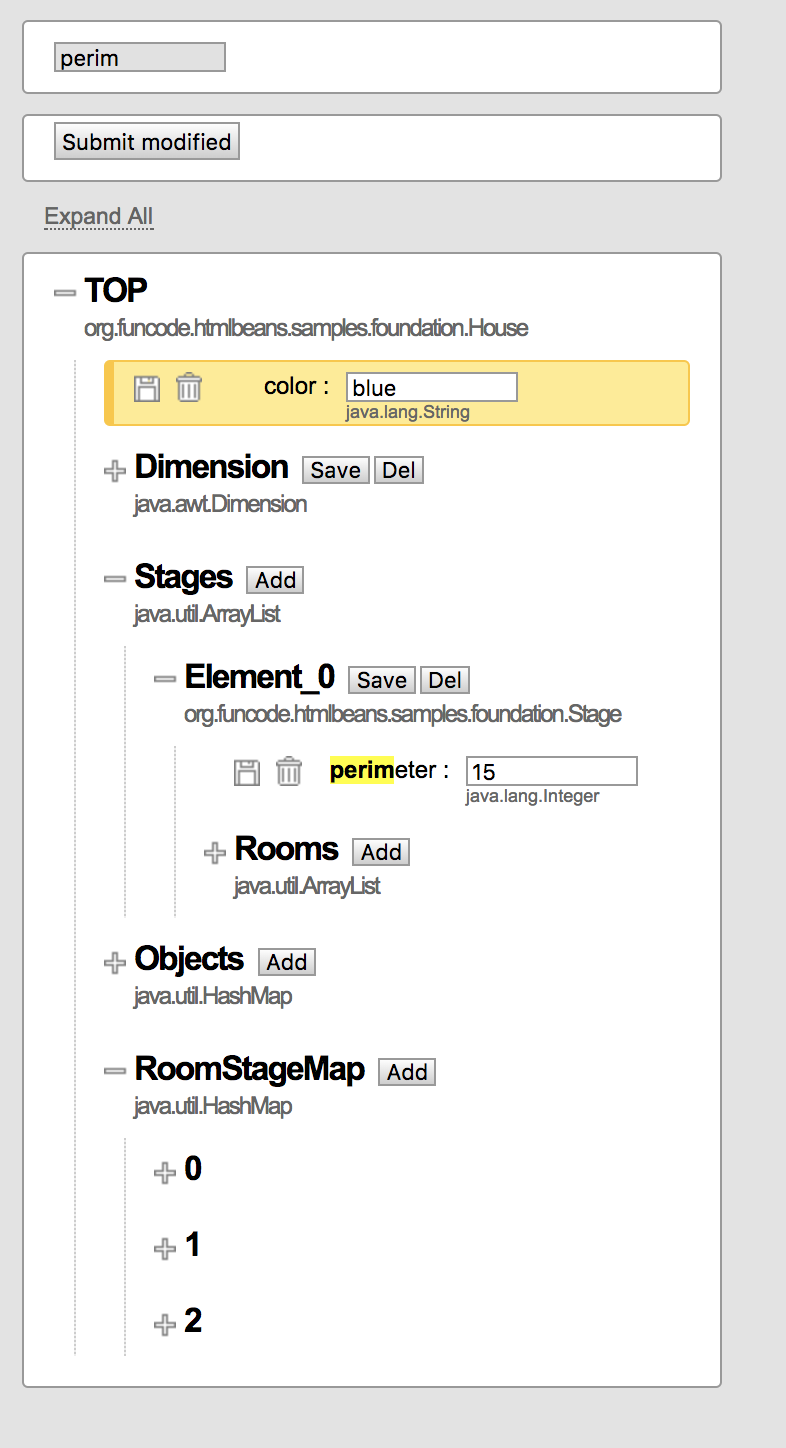 perim
Submit modified
Expand All
TOP
org.funcode.htmlbeans.samples.foundation.House
color : blue
java.lang.String
Dimension Save Del
java.awt.Dimension
Stages Add
java.util.ArrayList
Element_0 Save Del
org.funcode.htmlbeans.samples.foundation.Stage
perimeter : 15
java.lang.Integer
Rooms Add
java.util.ArrayList
Objects Add
java.util.HashMap
RoomStageMap Add
java.util.HashMap
0
1
2